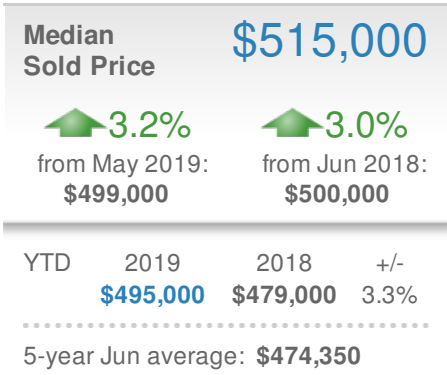 Median $515,000
Sold Price
3.2% 3.0%
from May 2019: from Jun 2018:
$499,000 $500,000
YTD 2019 2018 +/-
$495,000 $479,000 3.3%
5-year Jun average: $474,350